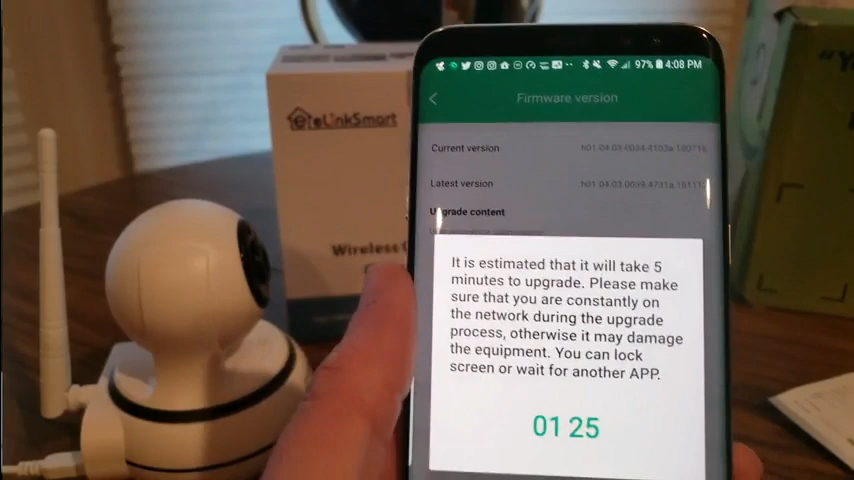 eLinkSmart
Wireless
97% 4:08 PM
Firmware version
Current version
Latest version
Upgrade content
It is estimated that it will take 5
minutes to upgrade. Please make
sure that you are constantly on
the network during the upgrade
process, otherwise it may damage
the equipment. You can lock
screen or wait for another APP.
01 25